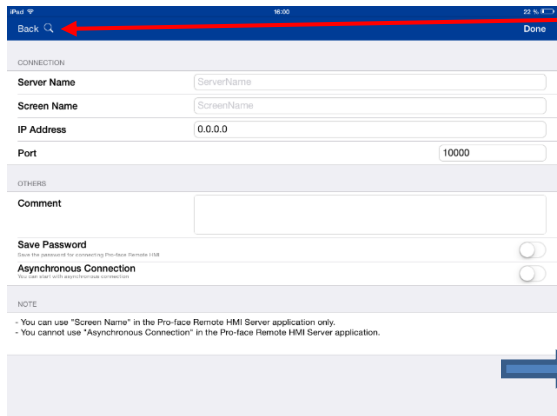 iPad 16:00 22 %
Back Done
CONNECTION
Server Name ServerName
Screen Name ScreenName
IP Address 0.0.0.0
Port 10000
OTHERS
Comment
Save Password
Save the password for connecting Pro-face Remote HMI
Asynchronous Connection
You can start with asynchronous connection
NOTE
- You can use "Screen Name" in the Pro-face Remote HMI Server application only.
- You cannot use "Asynchronous Connection" in the Pro-face Remote HMI Server application.